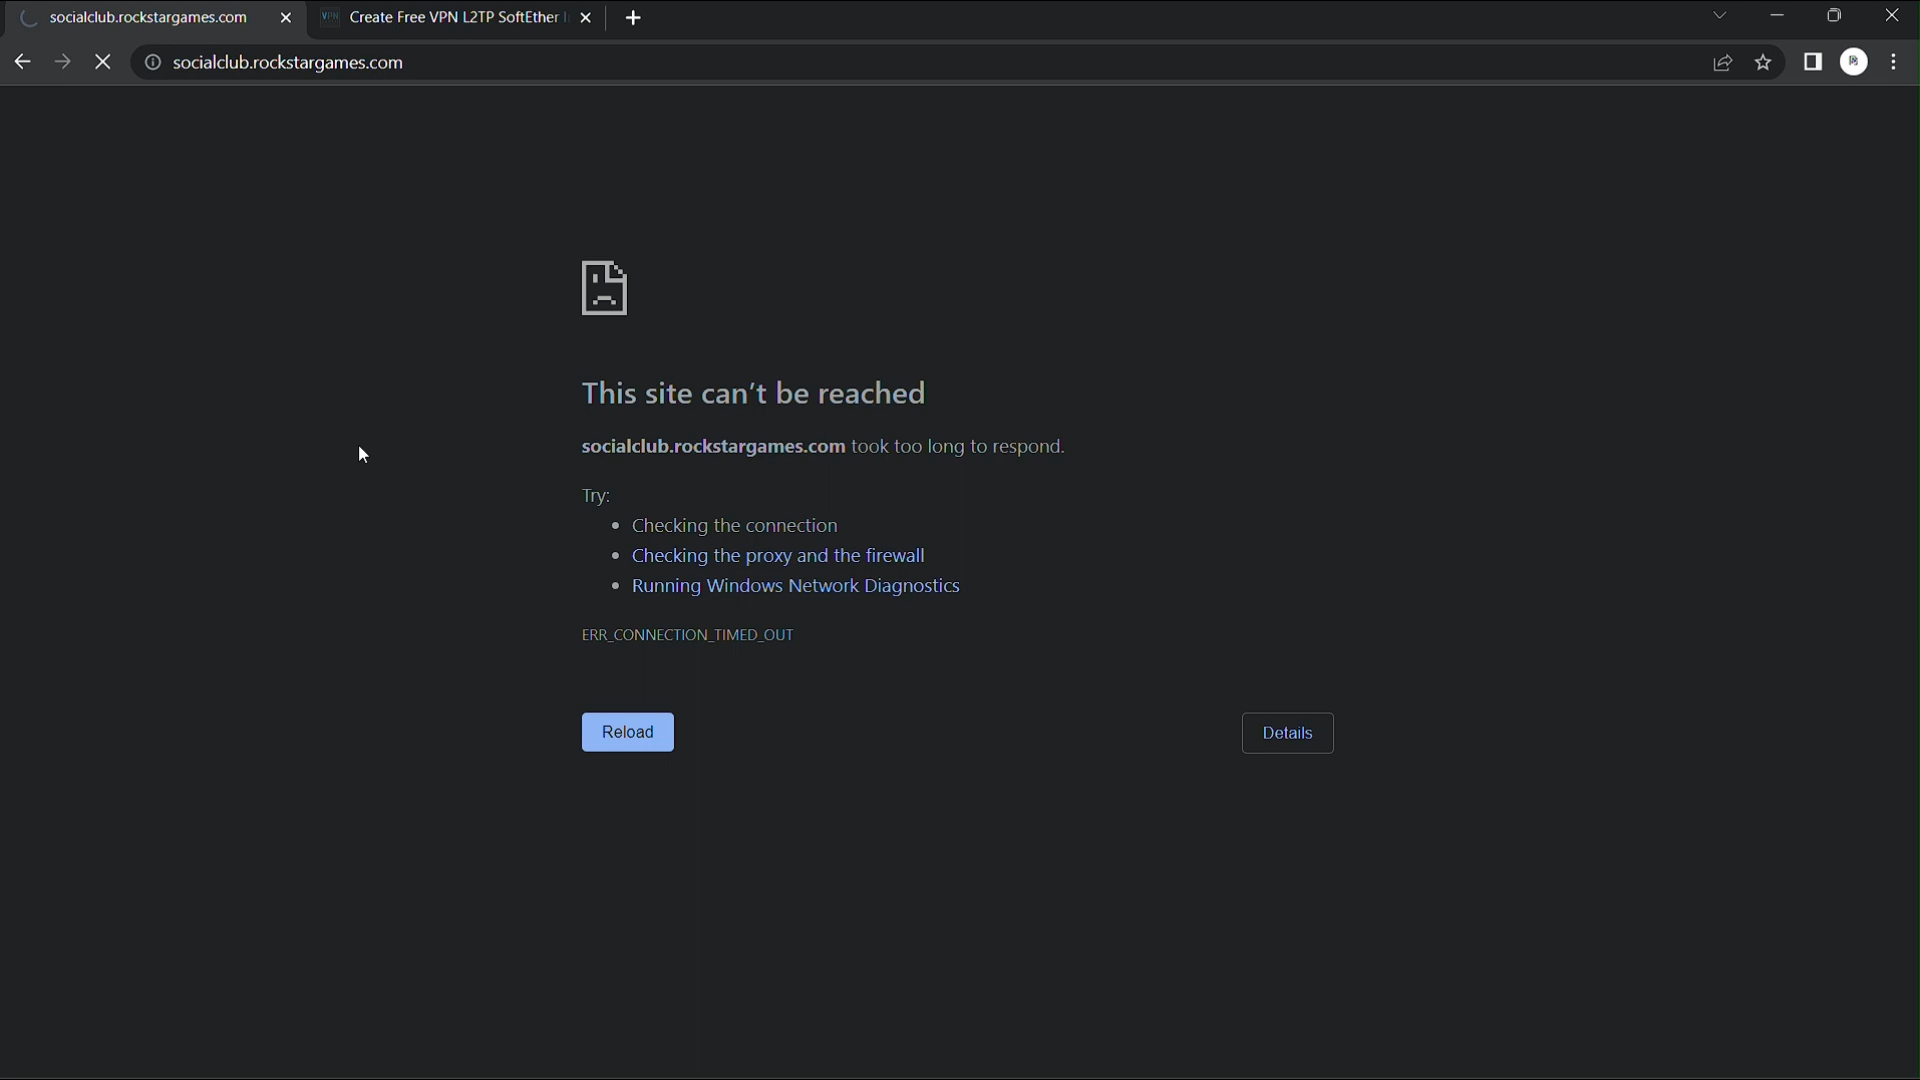 socialclub.rockstargames.com
VPN Create Free VPN L2TP SoftEther
socialclub.rockstargames.com
This site can't be reached
socialclub.rockstargames.com took too long to respond.
Try:
• Checking the connection
• Checking the proxy and the firewall
• Running Windows Network Diagnostics
ERR_CONNECTION_TIMED_OUT
Reload
Details